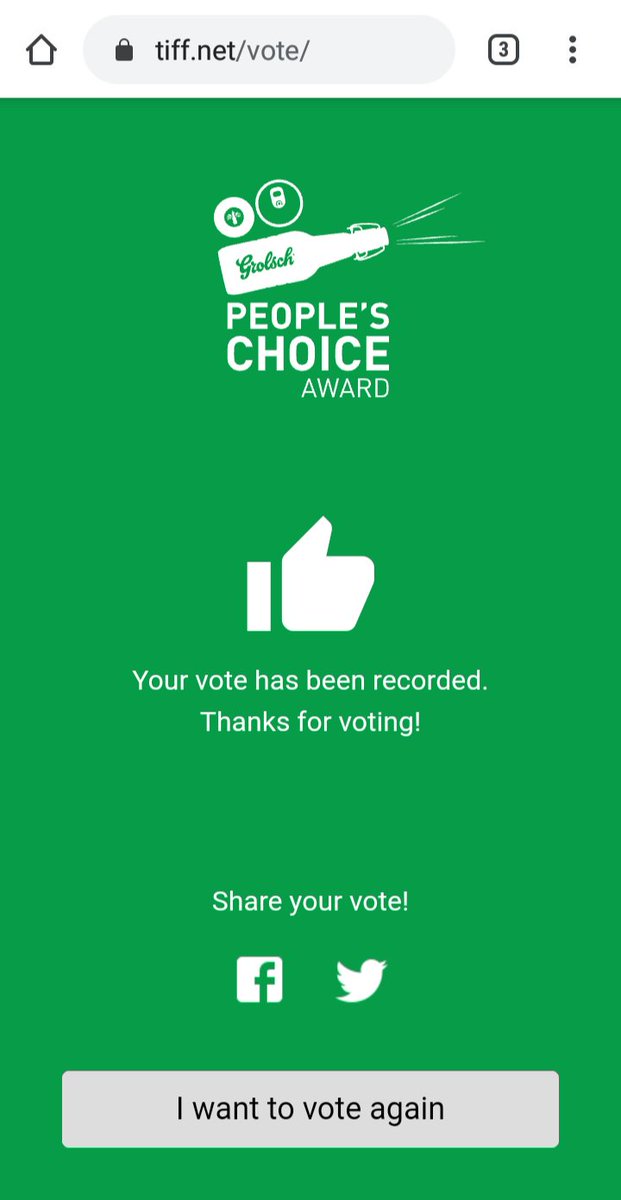 tiff.net/vote/
3
Grolsch
PEOPLE'S
CHOICE
AWARD
Your vote has been recorded.
Thanks for voting!
Share your vote!
I want to vote again